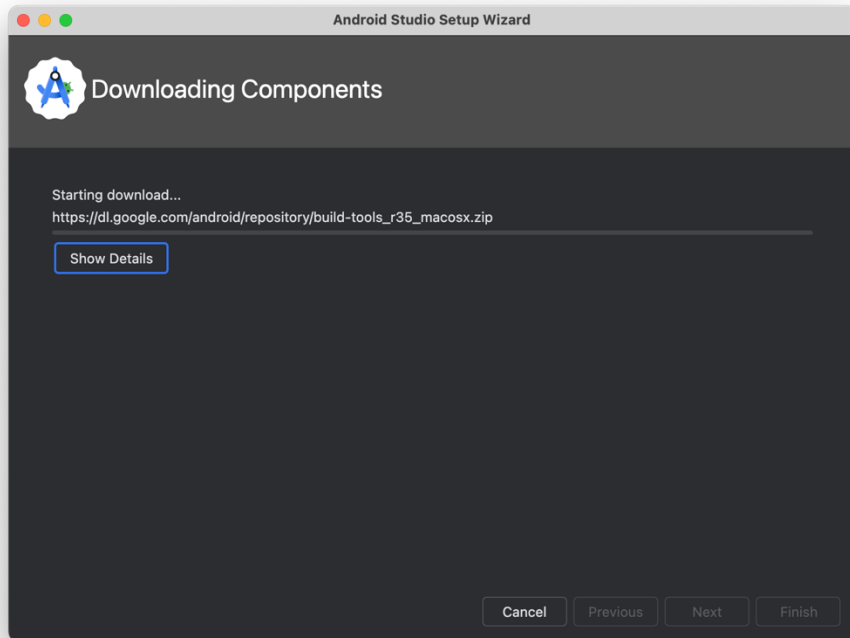 Android Studio Setup Wizard
Downloading Components
Starting download...
https://dl.google.com/android/repository/build-tools_r35_macosx.zip
Show Details
Cancel Previous Next Finish